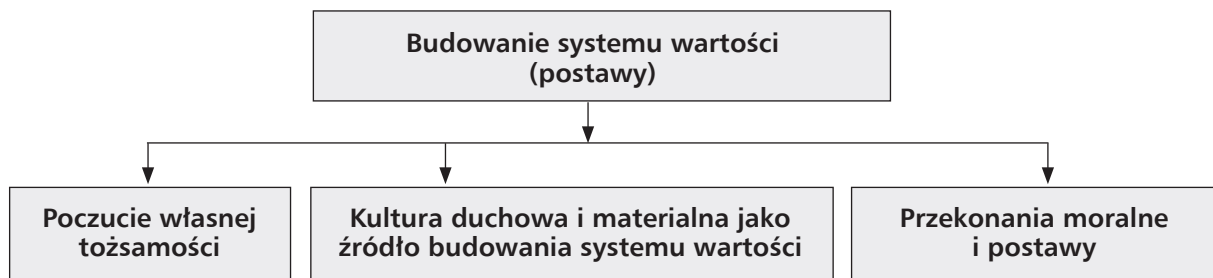 Budowanie systemu wartości
(postawy)
Poczucie własnej
tożsamości
Kultura duchowa i materialna jako
źródło budowania systemu wartości
Przekonania moralne
i postawy